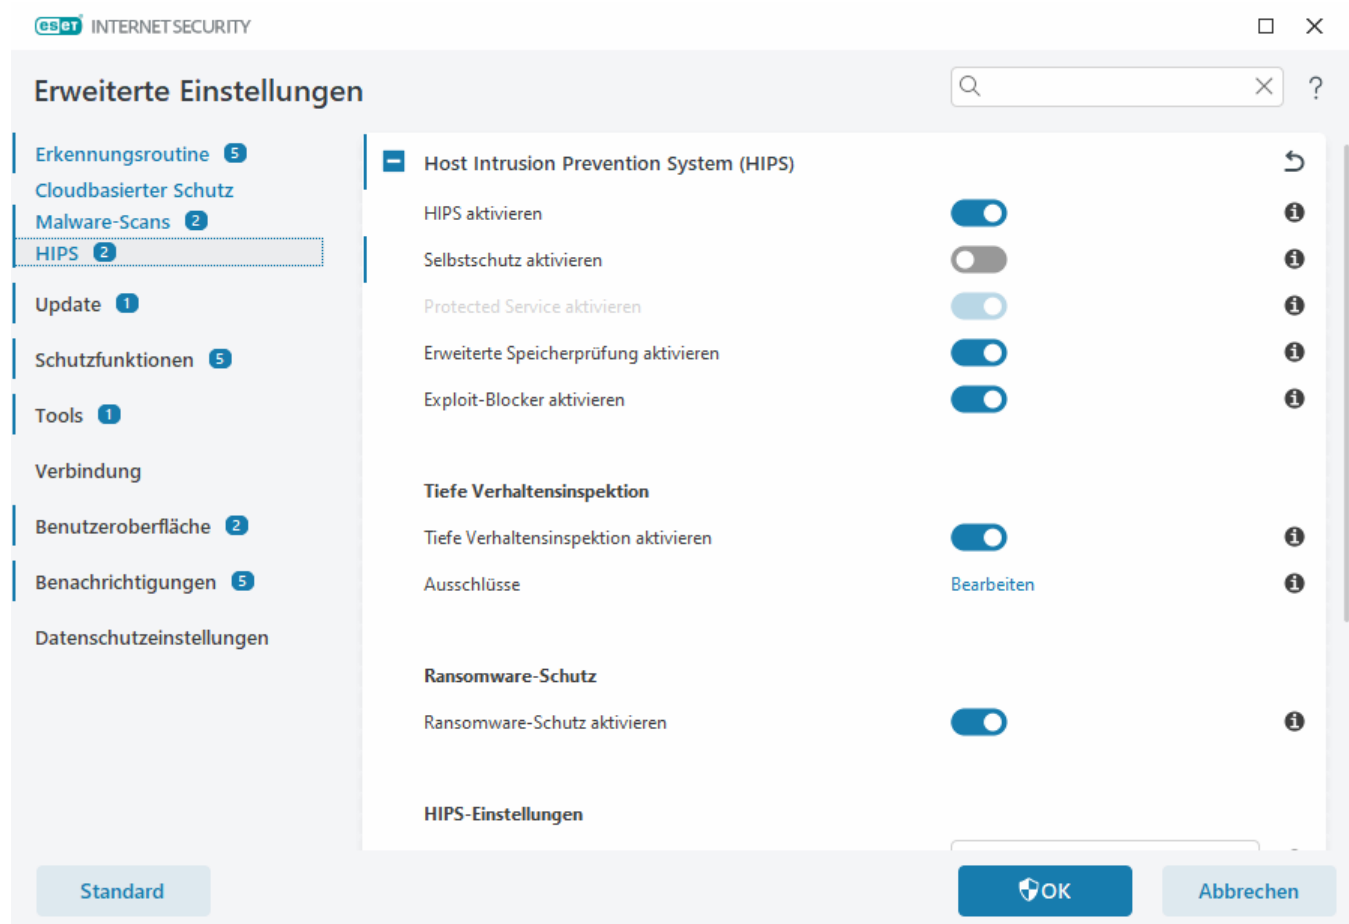 eset INTERNET SECURITY
Erweiterte Einstellungen
?
Erkennungsroutine 5
Cloudbasierter Schutz
Malware-Scans 2
HIPS 2
Update 1
Schutzfunktionen 5
Tools 1
Verbindung
Benutzeroberfläche 2
Benachrichtigungen 5
Datenschutzeinstellungen
Host Intrusion Prevention System (HIPS)
HIPS aktivieren
Selbstschutz aktivieren
Protected Service aktivieren
Erweiterte Speicherprüfung aktivieren
Exploit-Blocker aktivieren
Tiefe Verhaltensinspektion
Tiefe Verhaltensinspektion aktivieren
Ausschlüsse Bearbeiten
Ransomware-Schutz
Ransomware-Schutz aktivieren
HIPS-Einstellungen
Standard
OK
Abbrechen